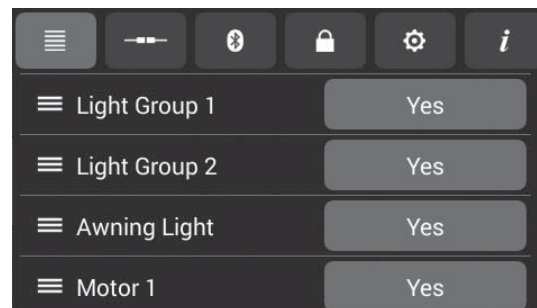 i
Light Group 1 Yes
Light Group 2 Yes
Awning Light Yes
Motor 1 Yes